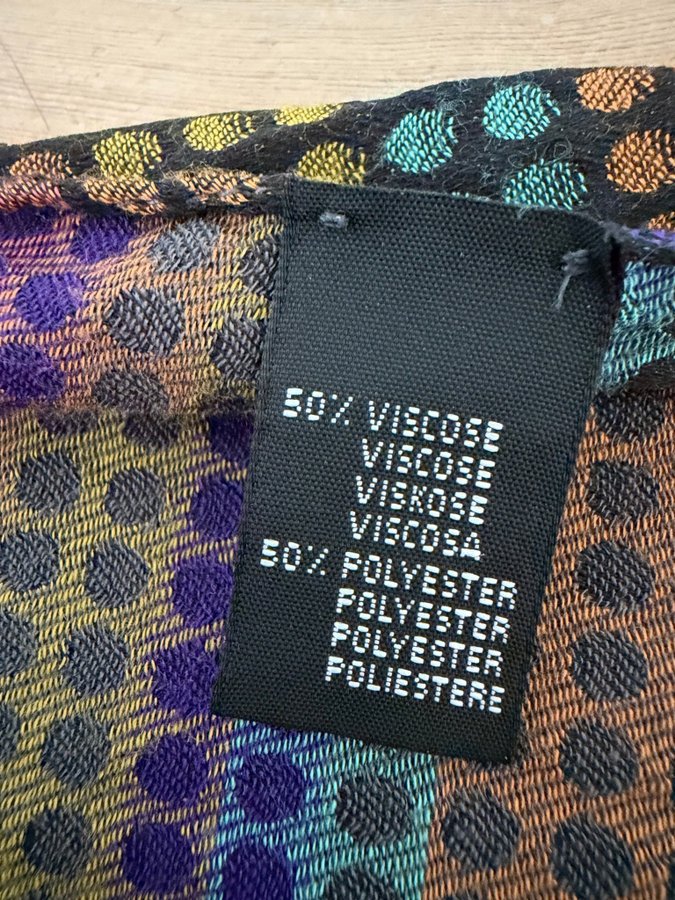 50% VISCOSE
VISCOSE
VISKOSE
VISCOSA
50% POLYESTER
POLYESTER
POLYESTER
POLIESTERE